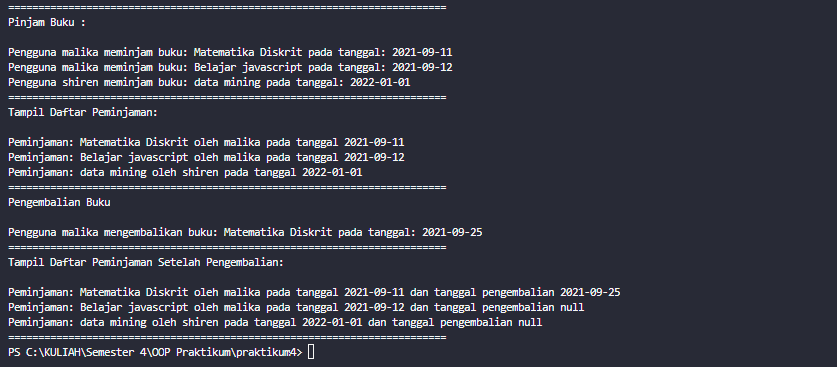 =========================================================================
Pinjam Buku :
Pengguna malika meminjam buku: Matematika Diskrit pada tanggal: 2021-09-11
Pengguna malika meminjam buku: Belajar javascript pada tanggal: 2021-09-12
Pengguna shiren meminjam buku: data mining pada tanggal: 2022-01-01
=========================================================================
Tampil Daftar Peminjaman:
Peminjaman: Matematika Diskrit oleh malika pada tanggal 2021-09-11
Peminjaman: Belajar javascript oleh malika pada tanggal 2021-09-12
Peminjaman: data mining oleh shiren pada tanggal 2022-01-01
=========================================================================
Pengembalian Buku
Pengguna malika mengembalikan buku: Matematika Diskrit pada tanggal: 2021-09-25
=========================================================================
Tampil Daftar Peminjaman Setelah Pengembalian:
Peminjaman: Matematika Diskrit oleh malika pada tanggal 2021-09-11 dan tanggal pengembalian 2021-09-25
Peminjaman: Belajar javascript oleh malika pada tanggal 2021-09-12 dan tanggal pengembalian null
Peminjaman: data mining oleh shiren pada tanggal 2022-01-01 dan tanggal pengembalian null
=========================================================================
PS C:\KULIAH\Semester 4\OOP Praktikum\praktikum4>